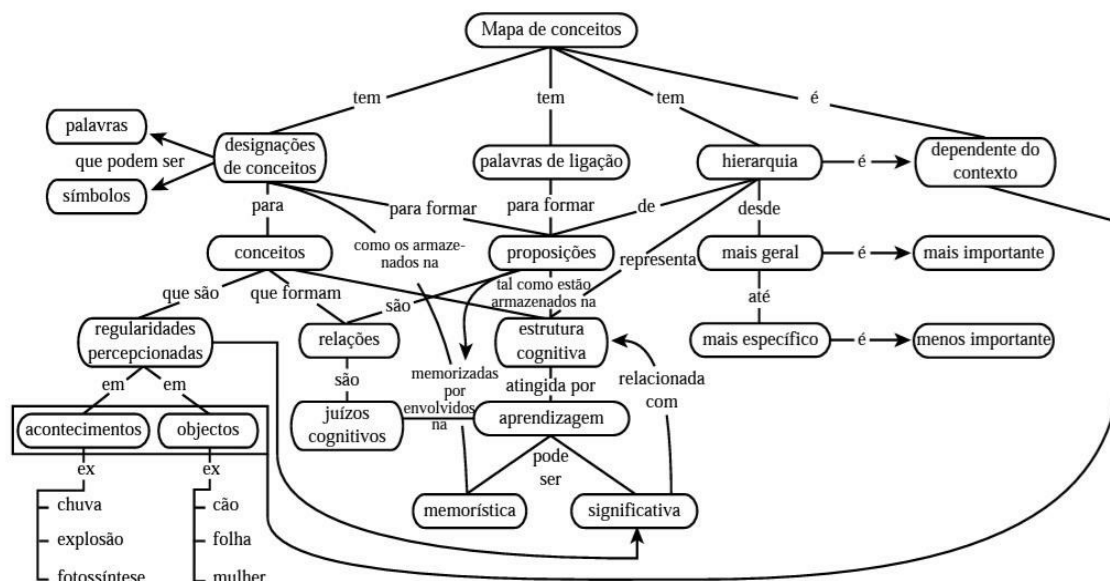 Mapa de conceitos
tem
tem
tem
é
palavras
que podem ser
símbolos
designações
de conceitos
palavras de ligação
hierarquia
é
dependente do
contexto
para
para formar
para formar
de
desde
conceitos
como os armaze-
nados na
proposições
representa
mais geral
é
mais importante
que são
que formam
são
tal como estão
armazenados na
até
regularidades
percepcionadas
relações
estrutura
cognitiva
mais específico
é
menos importante
em
em
são
memorizadas
por
envolvidos
na
atingida por
relacionada
com
acontecimentos
objectos
juízos
cognitivos
aprendizagem
ex
ex
pode
ser
chuva
cão
memorística
significativa
explosão
folha
fotossíntese
mulher